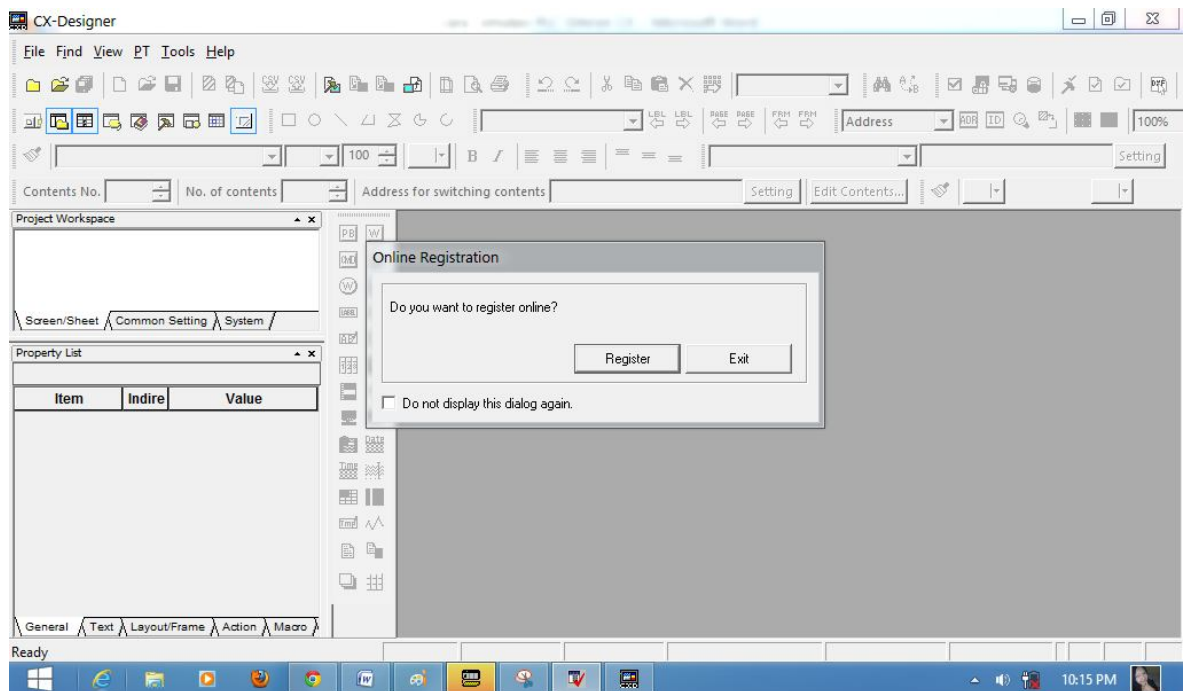 CX-Designer
File Find View PT Tools Help
Address
100%
100
B I
Setting
Contents No. No. of contents Address for switching contents Setting Edit Contents...
Project Workspace
Screen/Sheet Common Setting System
Property List
Item Indire Value
General Text Layout/Frame Action Macro
Online Registration
Do you want to register online?
Register Exit
Do not display this dialog again.
Ready
10:15 PM